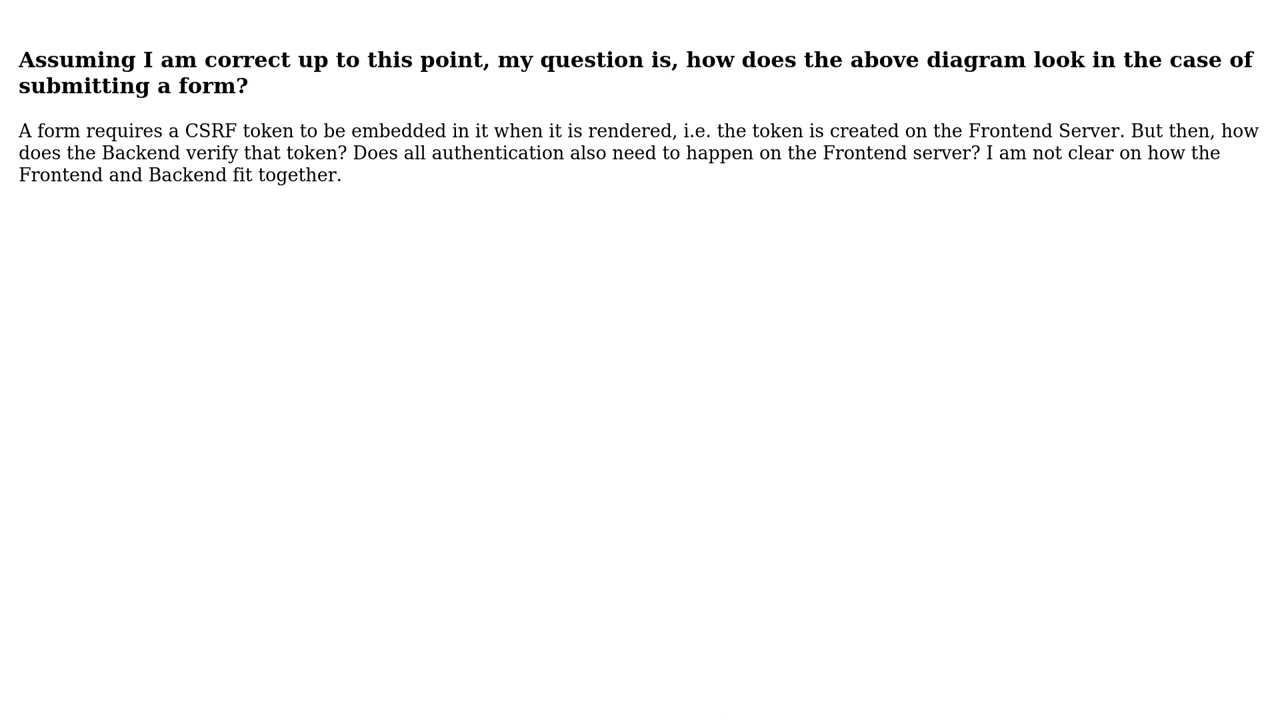 Assuming I am correct up to this point, my question is, how does the above diagram look in the case of
submitting a form?
A form requires a CSRF token to be embedded in it when it is rendered, i.e. the token is created on the Frontend Server. But then, how
does the Backend verify that token? Does all authentication also need to happen on the Frontend server? I am not clear on how the
Frontend and Backend fit together.